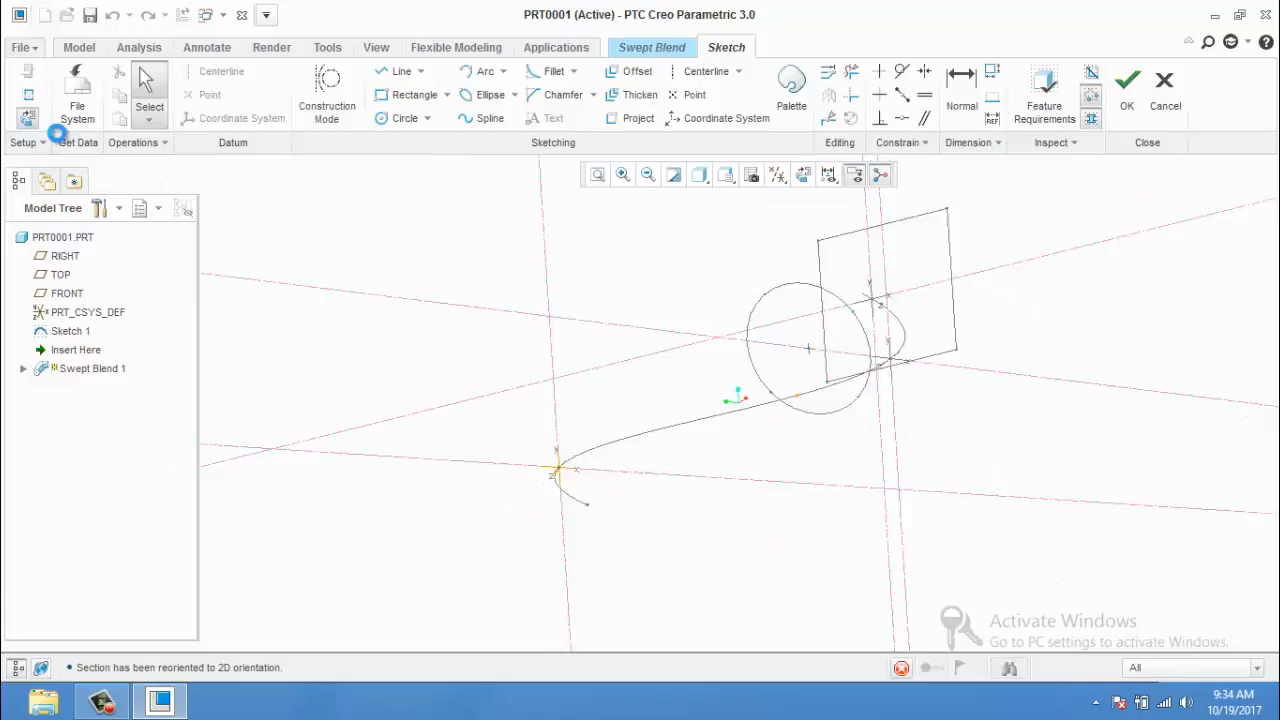 PRT0001 (Active) - PTC Creo Parametric 3.0
File Model Analysis Annotate Render Tools View Flexible Modeling Applications Swept Blend Sketch
Centerline Line Arc Fillet Offset Centerline
Point Rectangle Ellipse Chamfer Thicken Point
Coordinate System Circle Spline Text Project Coordinate System
File System
Select
Construction Mode
Palette
Normal
REF
Feature Requirements
OK
Cancel
Setup Get Data Operations Datum Sketching Editing Constrain Dimension Inspect Close
Model Tree
PRT0001.PRT
RIGHT
TOP
FRONT
PRT_CSYS_DEF
Sketch 1
Insert Here
Swept Blend 1
y
x
z
x
y
x
z
Activate Windows
Go to PC settings to activate Windows.
Section has been reoriented to 2D orientation.
All
9:34 AM
10/19/2017